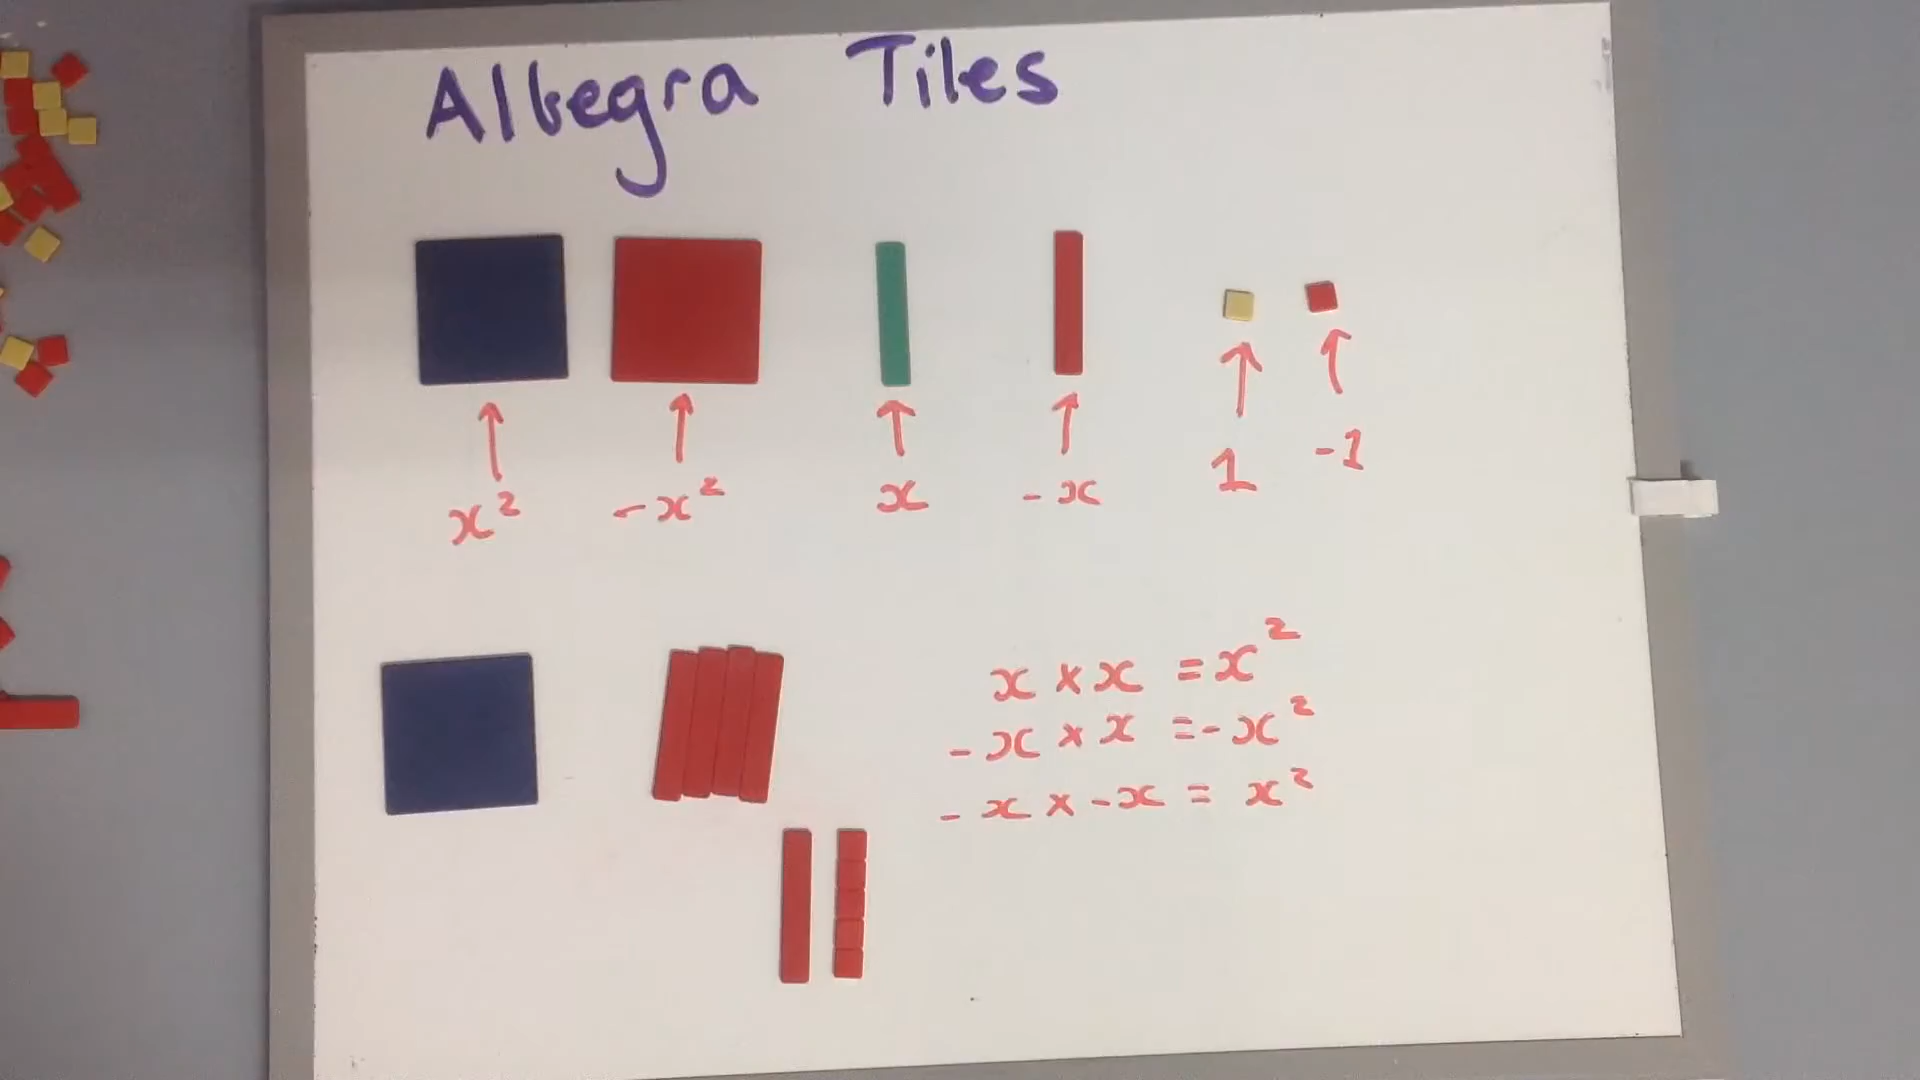 Albegra Tiles
x² -x² x -x 1 -1
x × x = x²
-x × x = -x²
-x × -x = x²